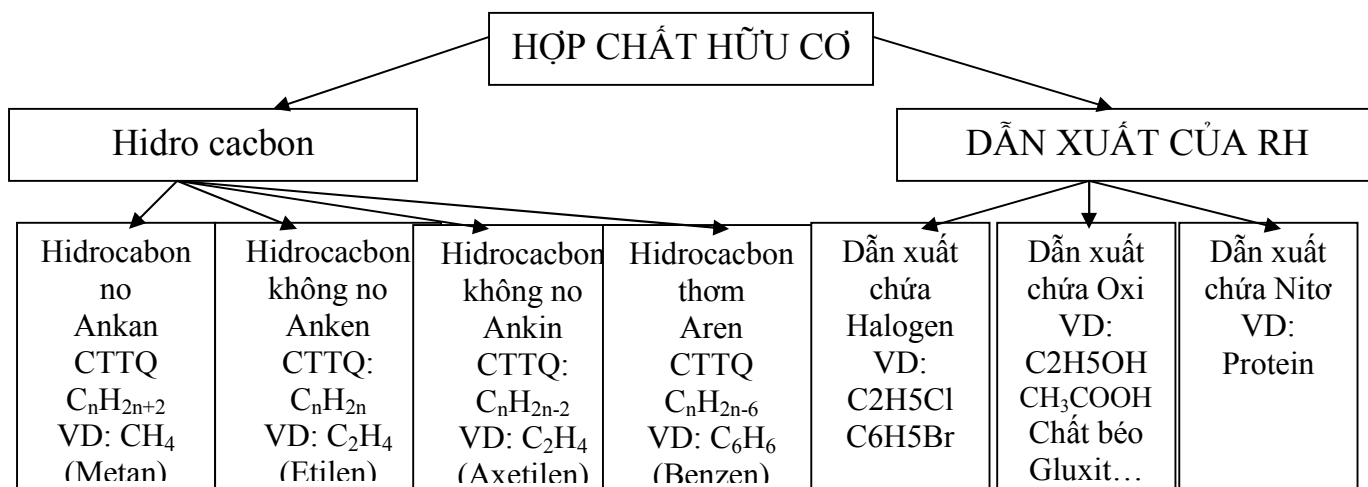 HỢP CHẤT HỮU CƠ
Hidro cacbon
DẪN XUẤT CỦA RH
Hidrocabon
no
Ankan
CTTQ
CₙH₂ₙ₊₂
VD: CH₄
(Metan)
Hidrocacbon
không no
Anken
CTTQ:
CₙH₂ₙ
VD: C₂H₄
(Etilen)
Hidrocacbon
không no
Ankin
CTTQ:
CₙH₂ₙ₋₂
VD: C₂H₄
(Axetilen)
Hidrocacbon
thơm
Aren
CTTQ
CₙH₂ₙ₋₆
VD: C₆H₆
(Benzen)
Dẫn xuất
chứa
Halogen
VD:
C2H5Cl
C6H5Br
Dẫn xuất
chứa Oxi
VD:
C2H5OH
CH₃COOH
Chất béo
Gluxit…
Dẫn xuất
chứa Nitơ
VD:
Protein